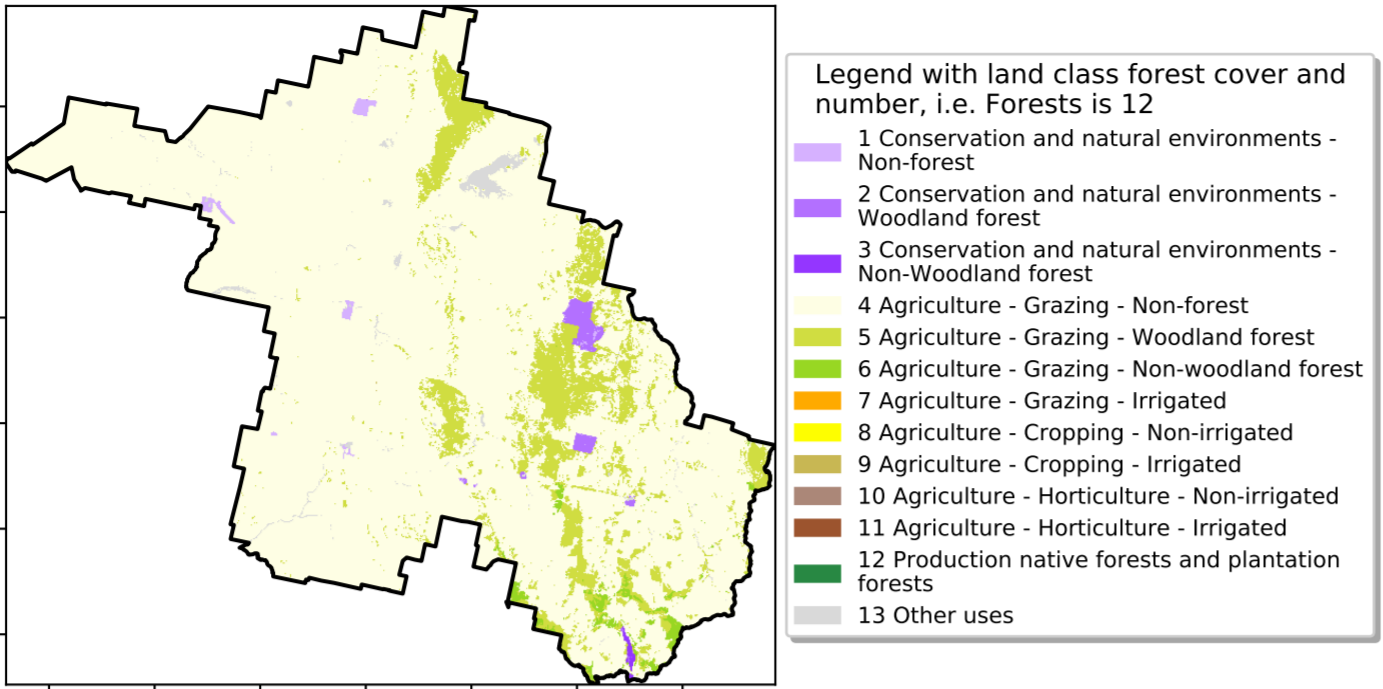 Legend with land class forest cover and
number, i.e. Forests is 12
1 Conservation and natural environments -
Non-forest
2 Conservation and natural environments -
Woodland forest
3 Conservation and natural environments -
Non-Woodland forest
4 Agriculture - Grazing - Non-forest
5 Agriculture - Grazing - Woodland forest
6 Agriculture - Grazing - Non-woodland forest
7 Agriculture - Grazing - Irrigated
8 Agriculture - Cropping - Non-irrigated
9 Agriculture - Cropping - Irrigated
10 Agriculture - Horticulture - Non-irrigated
11 Agriculture - Horticulture - Irrigated
12 Production native forests and plantation
forests
13 Other uses